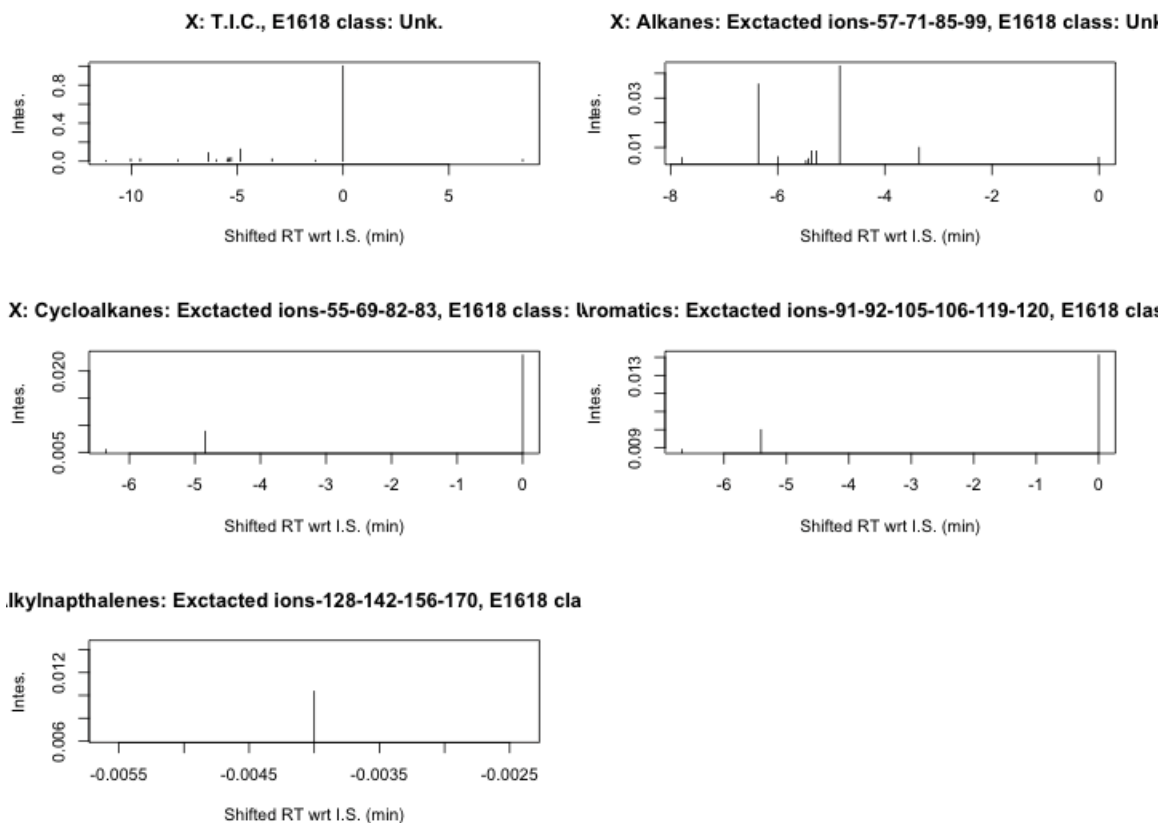 X: T.I.C., E1618 class: Unk.
Intes.
0.0 0.4 0.8
-10 -5 0 5
Shifted RT wrt I.S. (min)
X: Alkanes: Exctacted ions-57-71-85-99, E1618 class: Unk
Intes.
0.01 0.03
-8 -6 -4 -2 0
Shifted RT wrt I.S. (min)
X: Cycloalkanes: Exctacted ions-55-69-82-83, E1618 class: U
Intes.
0.005 0.020
-6 -5 -4 -3 -2 -1 0
Shifted RT wrt I.S. (min)
Aromatics: Exctacted ions-91-92-105-106-119-120, E1618 clas
Intes.
0.009 0.013
-6 -5 -4 -3 -2 -1 0
Shifted RT wrt I.S. (min)
lkylnapthalenes: Exctacted ions-128-142-156-170, E1618 cla
Intes.
0.006 0.012
-0.0055 -0.0045 -0.0035 -0.0025
Shifted RT wrt I.S. (min)